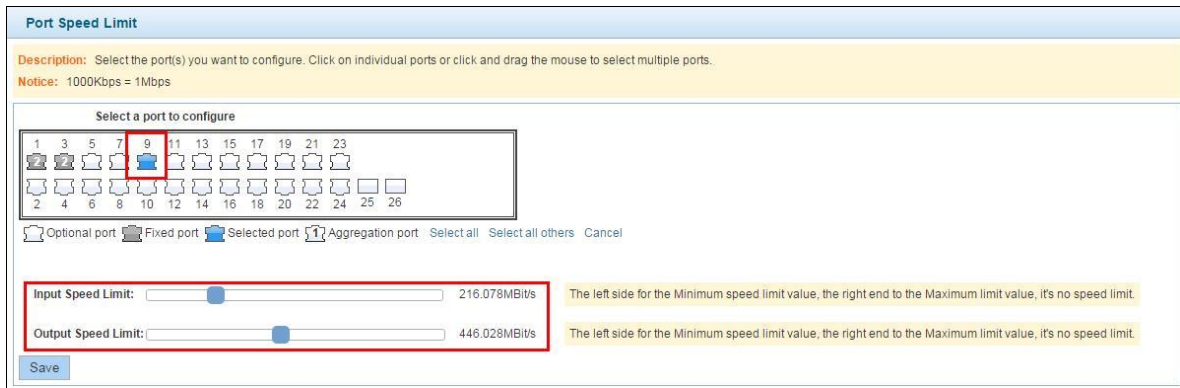 Port Speed Limit
Description: Select the port(s) you want to configure. Click on individual ports or click and drag the mouse to select multiple ports.
Notice: 1000Kbps = 1Mbps
Select a port to configure
1 3 5 7 9 11 13 15 17 19 21 23
2 2
2 4 6 8 10 12 14 16 18 20 22 24 25 26
Optional port Fixed port Selected port 1 Aggregation port Select all Select all others Cancel
Input Speed Limit: 216.078MBit/s The left side for the Minimum speed limit value, the right end to the Maximum limit value, it's no speed limit.
Output Speed Limit: 446.028MBit/s The left side for the Minimum speed limit value, the right end to the Maximum limit value, it's no speed limit.
Save